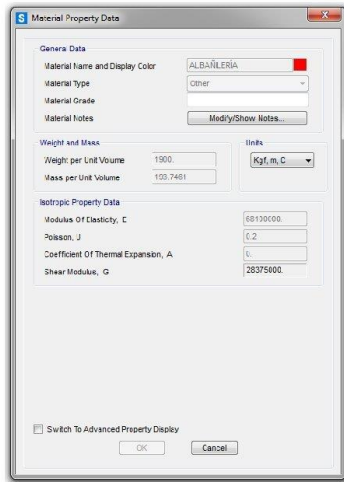 Material Property Data
General Data
Material Name and Display Color ALBAÑILERÍA
Material Type Other
Material Grade
Material Notes Modify/Show Notes...
Weight and Mass Units
Weight per Unit Volume 1900. Kgf, m, C
Mass per Unit Volume 193.7461
Isotropic Property Data
Modulus Of Elasticity, E 68100000.
Poisson, U 0.2
Coefficient Of Thermal Expansion, A 0.
Shear Modulus, G 28375000.
Switch To Advanced Property Display
OK Cancel